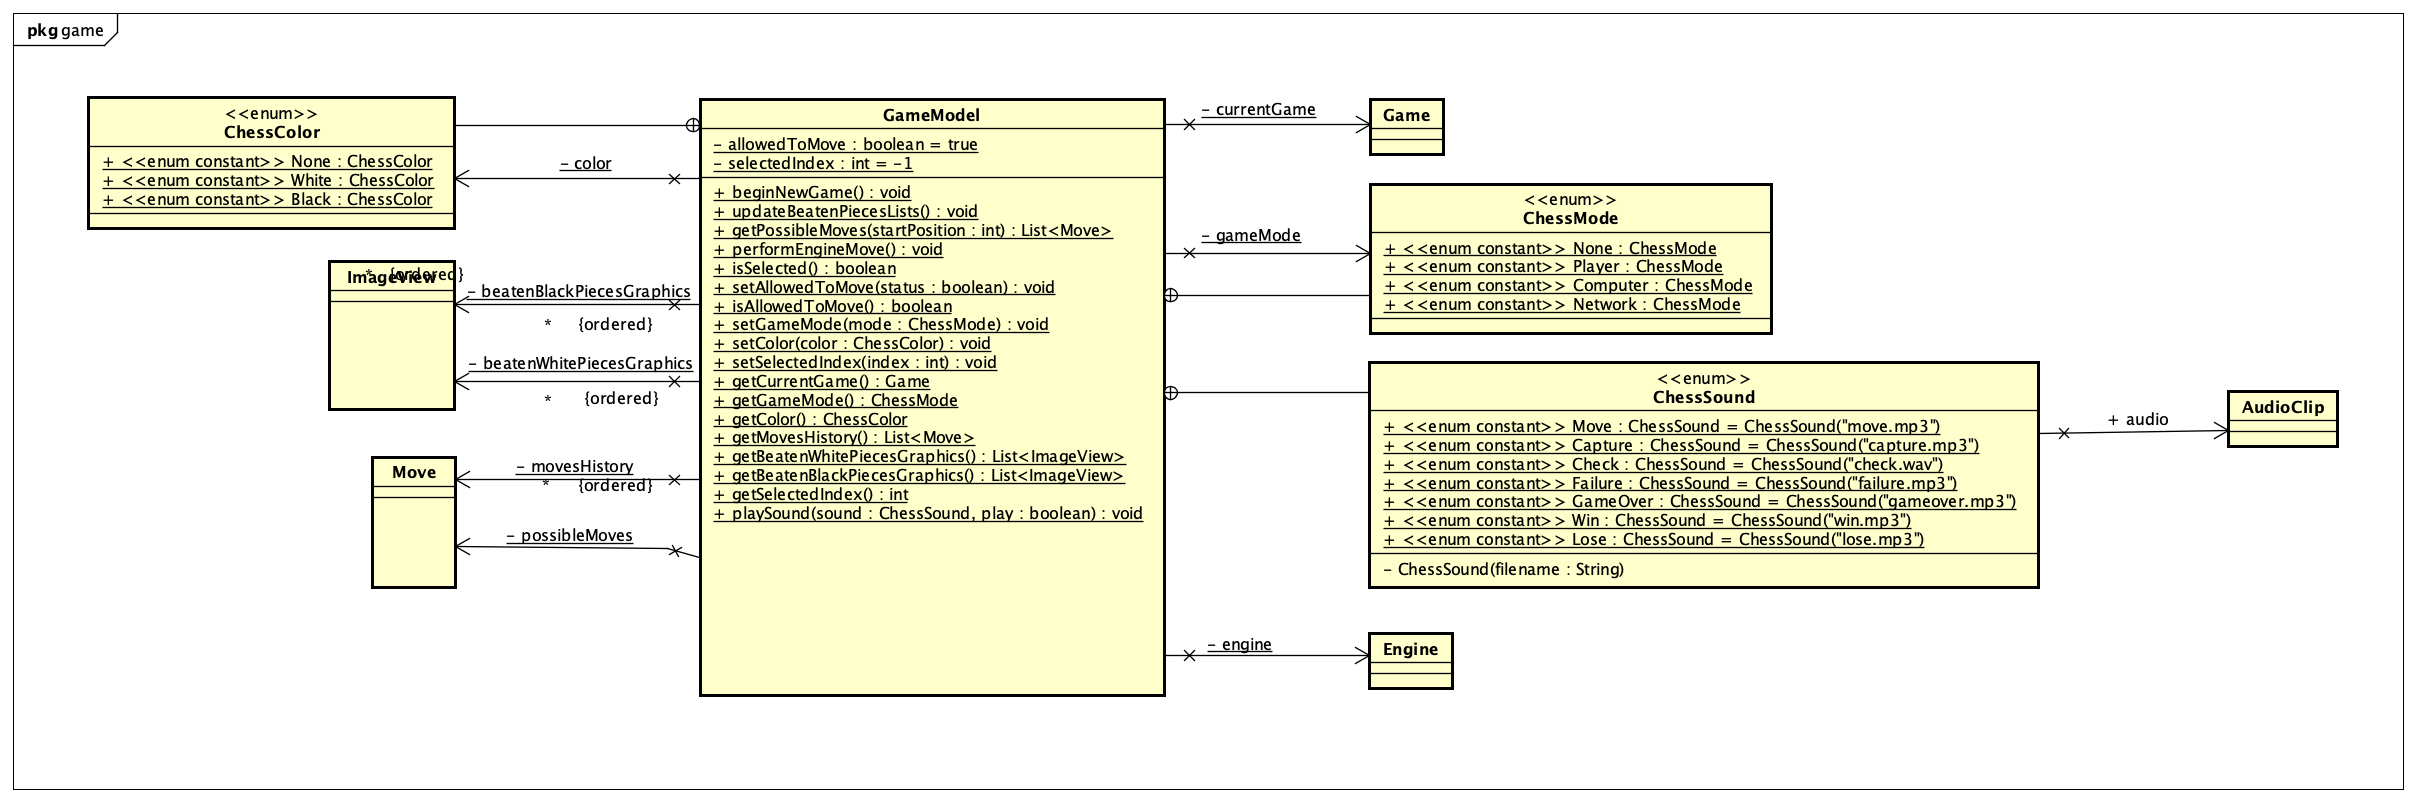 pkg game
<<enum>>
ChessColor
+ <<enum constant>> None : ChessColor
+ <<enum constant>> White : ChessColor
+ <<enum constant>> Black : ChessColor
- color
ImageView
* {ordered}
- beatenBlackPiecesGraphics
* {ordered}
- beatenWhitePiecesGraphics
* {ordered}
Move
- movesHistory
* {ordered}
- possibleMoves
GameModel
- allowedToMove : boolean = true
- selectedIndex : int = -1
+ beginNewGame() : void
+ updateBeatenPiecesLists() : void
+ getPossibleMoves(startPosition : int) : List<Move>
+ performEngineMove() : void
+ isSelected() : boolean
+ setAllowedToMove(status : boolean) : void
+ isAllowedToMove() : boolean
+ setGameMode(mode : ChessMode) : void
+ setColor(color : ChessColor) : void
+ setSelectedIndex(index : int) : void
+ getCurrentGame() : Game
+ getGameMode() : ChessMode
+ getColor() : ChessColor
+ getMovesHistory() : List<Move>
+ getBeatenWhitePiecesGraphics() : List<ImageView>
+ getBeatenBlackPiecesGraphics() : List<ImageView>
+ getSelectedIndex() : int
+ playSound(sound : ChessSound, play : boolean) : void
- currentGame
Game
- gameMode
<<enum>>
ChessMode
+ <<enum constant>> None : ChessMode
+ <<enum constant>> Player : ChessMode
+ <<enum constant>> Computer : ChessMode
+ <<enum constant>> Network : ChessMode
<<enum>>
ChessSound
+ <<enum constant>> Move : ChessSound = ChessSound("move.mp3")
+ <<enum constant>> Capture : ChessSound = ChessSound("capture.mp3")
+ <<enum constant>> Check : ChessSound = ChessSound("check.wav")
+ <<enum constant>> Failure : ChessSound = ChessSound("failure.mp3")
+ <<enum constant>> GameOver : ChessSound = ChessSound("gameover.mp3")
+ <<enum constant>> Win : ChessSound = ChessSound("win.mp3")
+ <<enum constant>> Lose : ChessSound = ChessSound("lose.mp3")
- ChessSound(filename : String)
+ audio
AudioClip
- engine
Engine